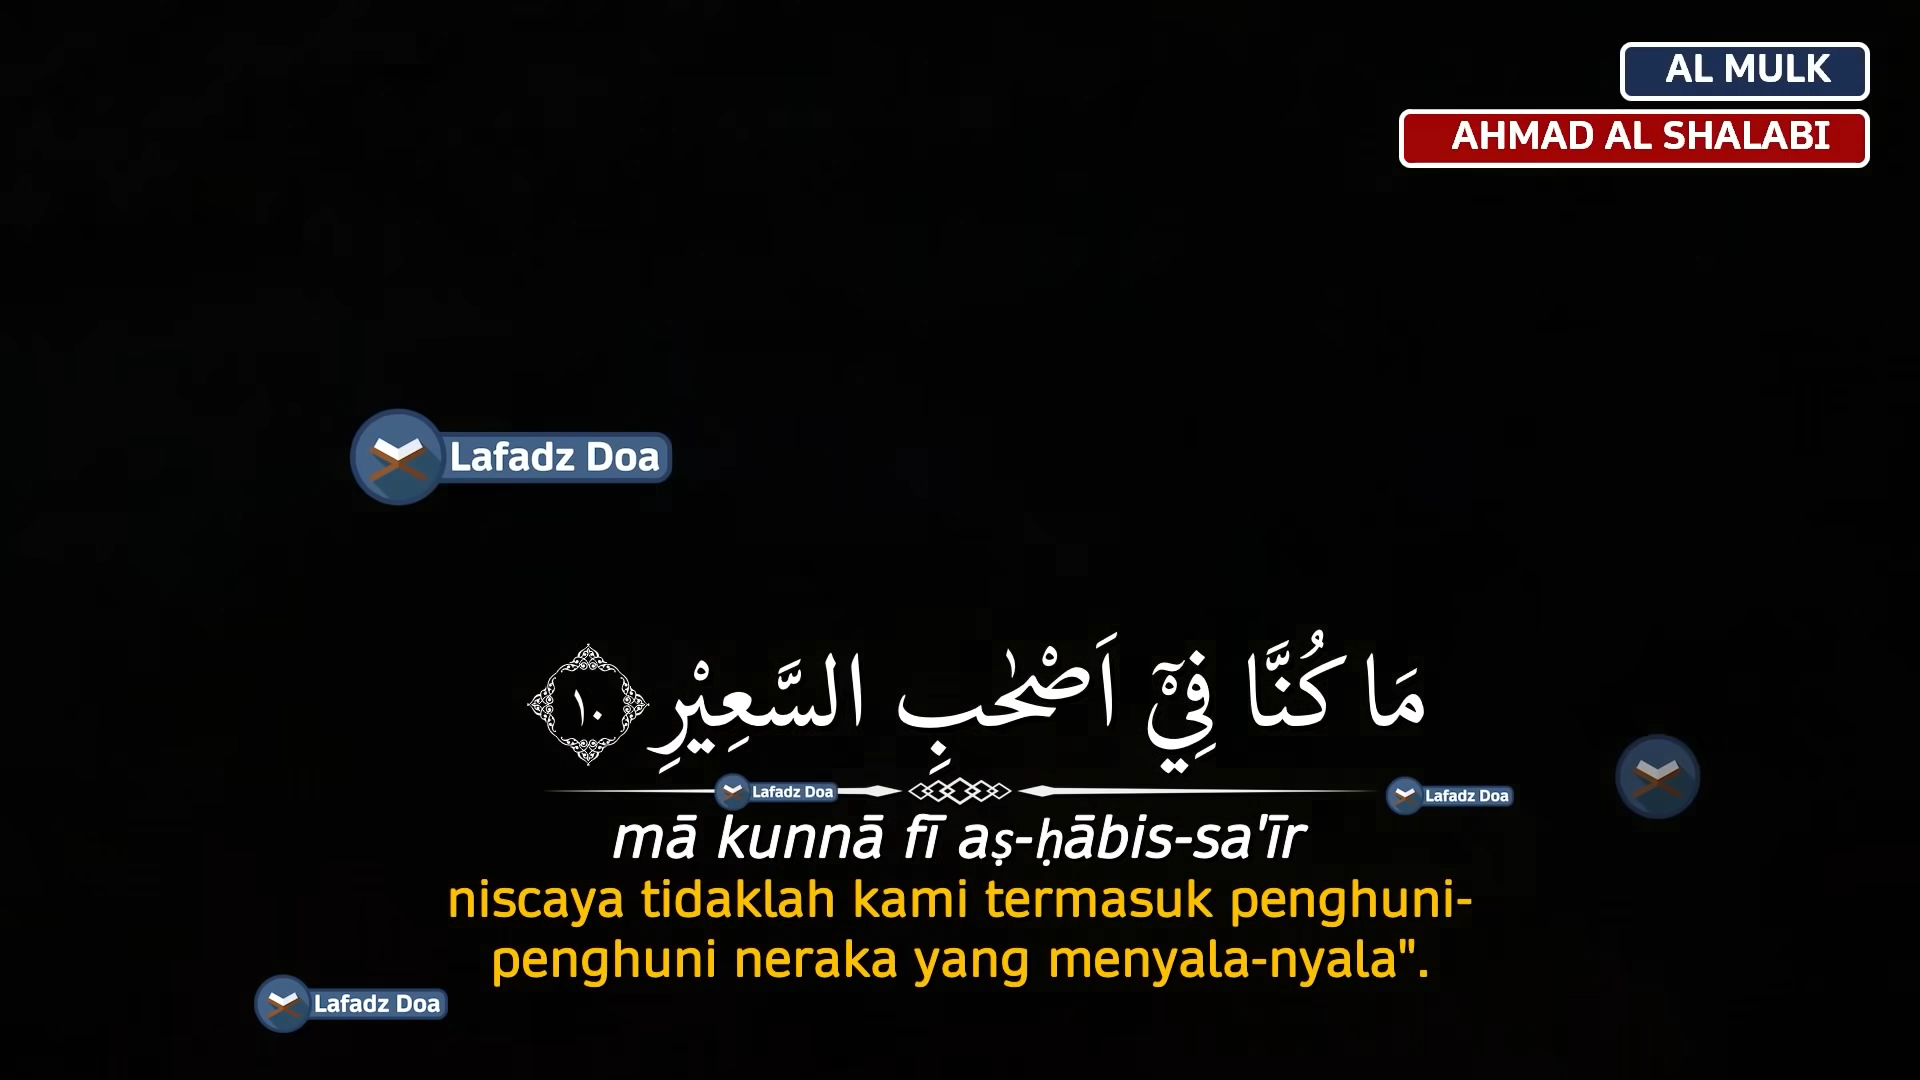 AL MULK
AHMAD AL SHALABI
Lafadz Doa
مَا كُنَّا فِيْٓ اَصْحٰبِ السَّعِيْرِ ١٠
Lafadz Doa
Lafadz Doa
mā kunnā fī aṣ-ḥābis-sa'īr
niscaya tidaklah kami termasuk penghuni-
penghuni neraka yang menyala-nyala".
Lafadz Doa